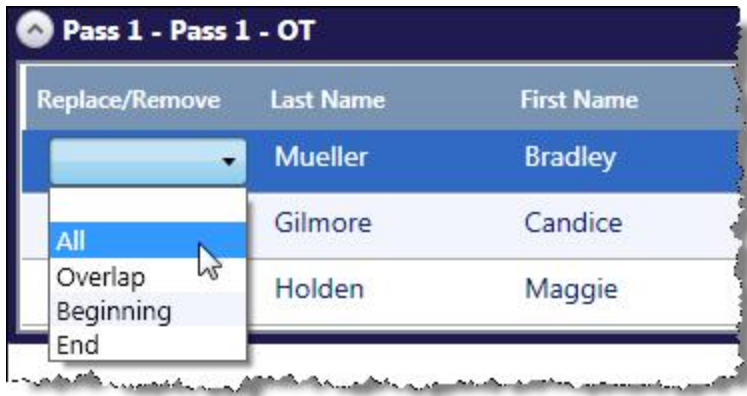 Pass 1 - Pass 1 - OT
Replace/Remove Last Name First Name
Mueller Bradley
All Gilmore Candice
Overlap Holden Maggie
Beginning
End